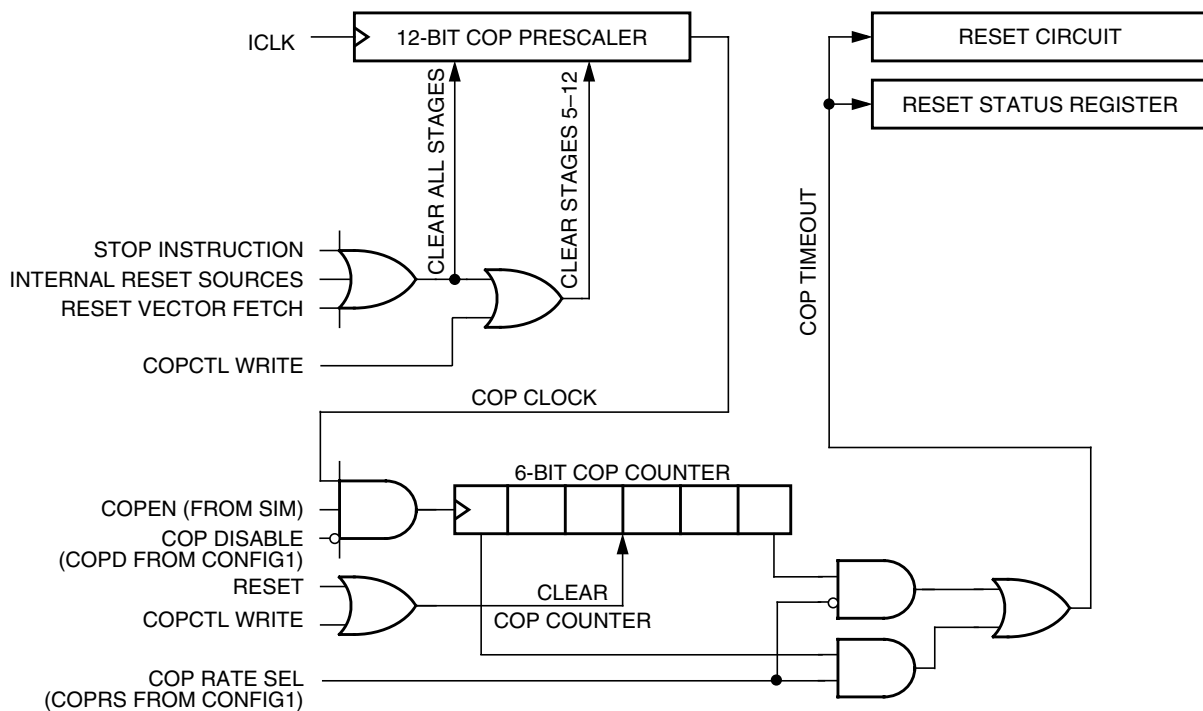 ICLK
12-BIT COP PRESCALER
RESET CIRCUIT
RESET STATUS REGISTER
CLEAR ALL STAGES
CLEAR STAGES 5–12
STOP INSTRUCTION
INTERNAL RESET SOURCES
RESET VECTOR FETCH
COPCTL WRITE
COP TIMEOUT
COP CLOCK
6-BIT COP COUNTER
COPEN (FROM SIM)
COP DISABLE
(COPD FROM CONFIG1)
RESET
COPCTL WRITE
CLEAR
COP COUNTER
COP RATE SEL
(COPRS FROM CONFIG1)